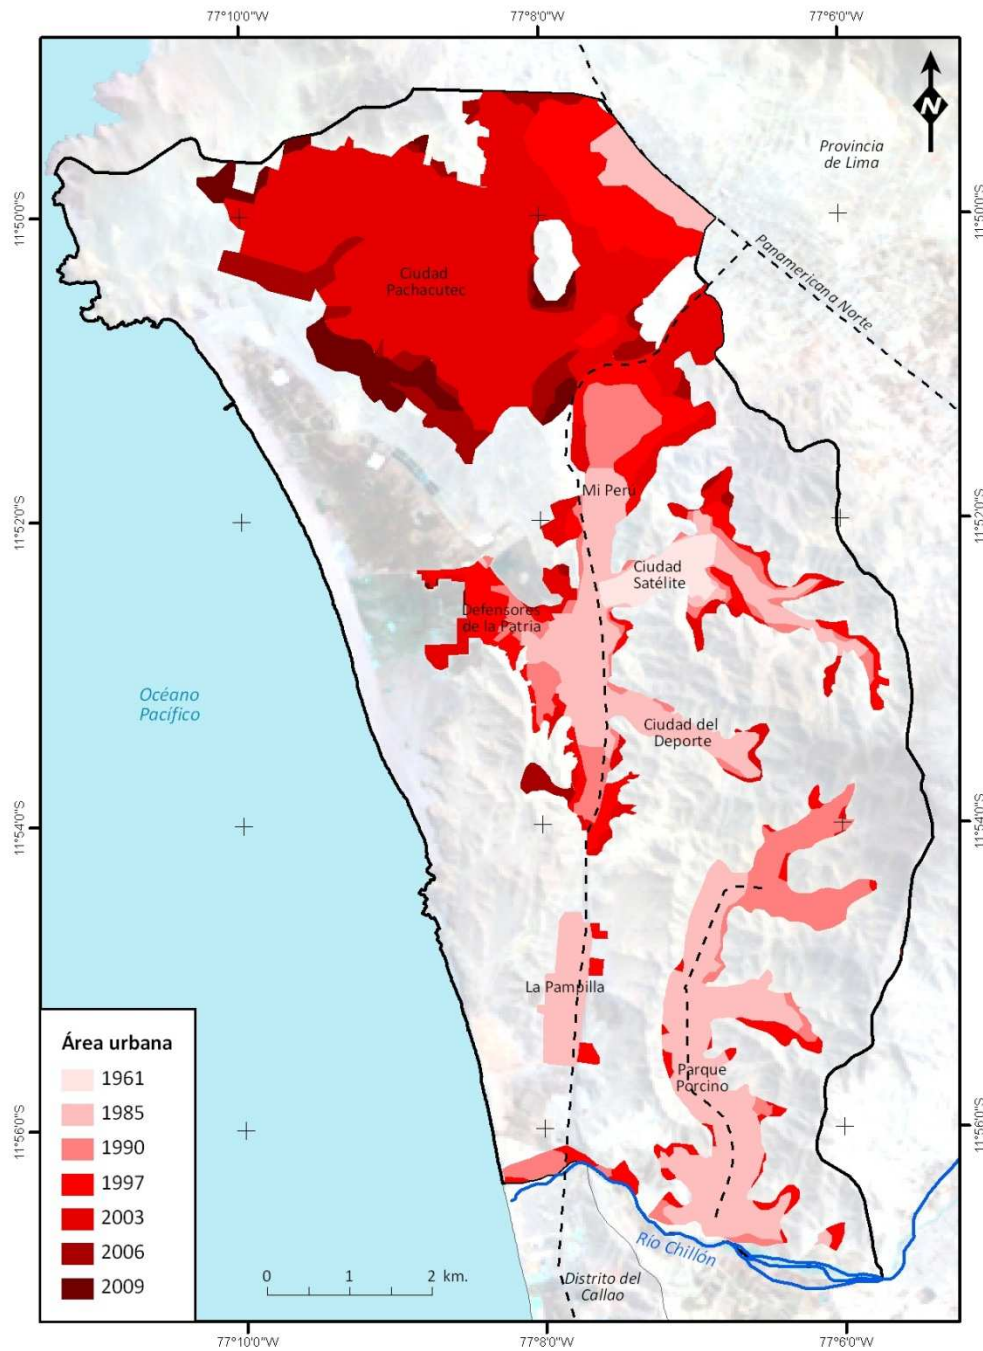 77°10'0"W
77°8'0"W
77°6'0"W
N
Provincia
de Lima
11°50'0"S
11°50'0"S
Panamericana Norte
Ciudad
Pachacutec
Mi Perú
11°52'0"S
11°52'0"S
Ciudad
Satélite
Defensores
de la Patria
Océano
Pacífico
Ciudad del
Deporte
11°54'0"S
11°54'0"S
La Pampilla
Parque
Porcino
11°56'0"S
11°56'0"S
Área urbana
1961
1985
1990
1997
2003
2006
2009
Río Chillón
0 1 2 km.
Distrito del
Callao
77°10'0"W
77°8'0"W
77°6'0"W